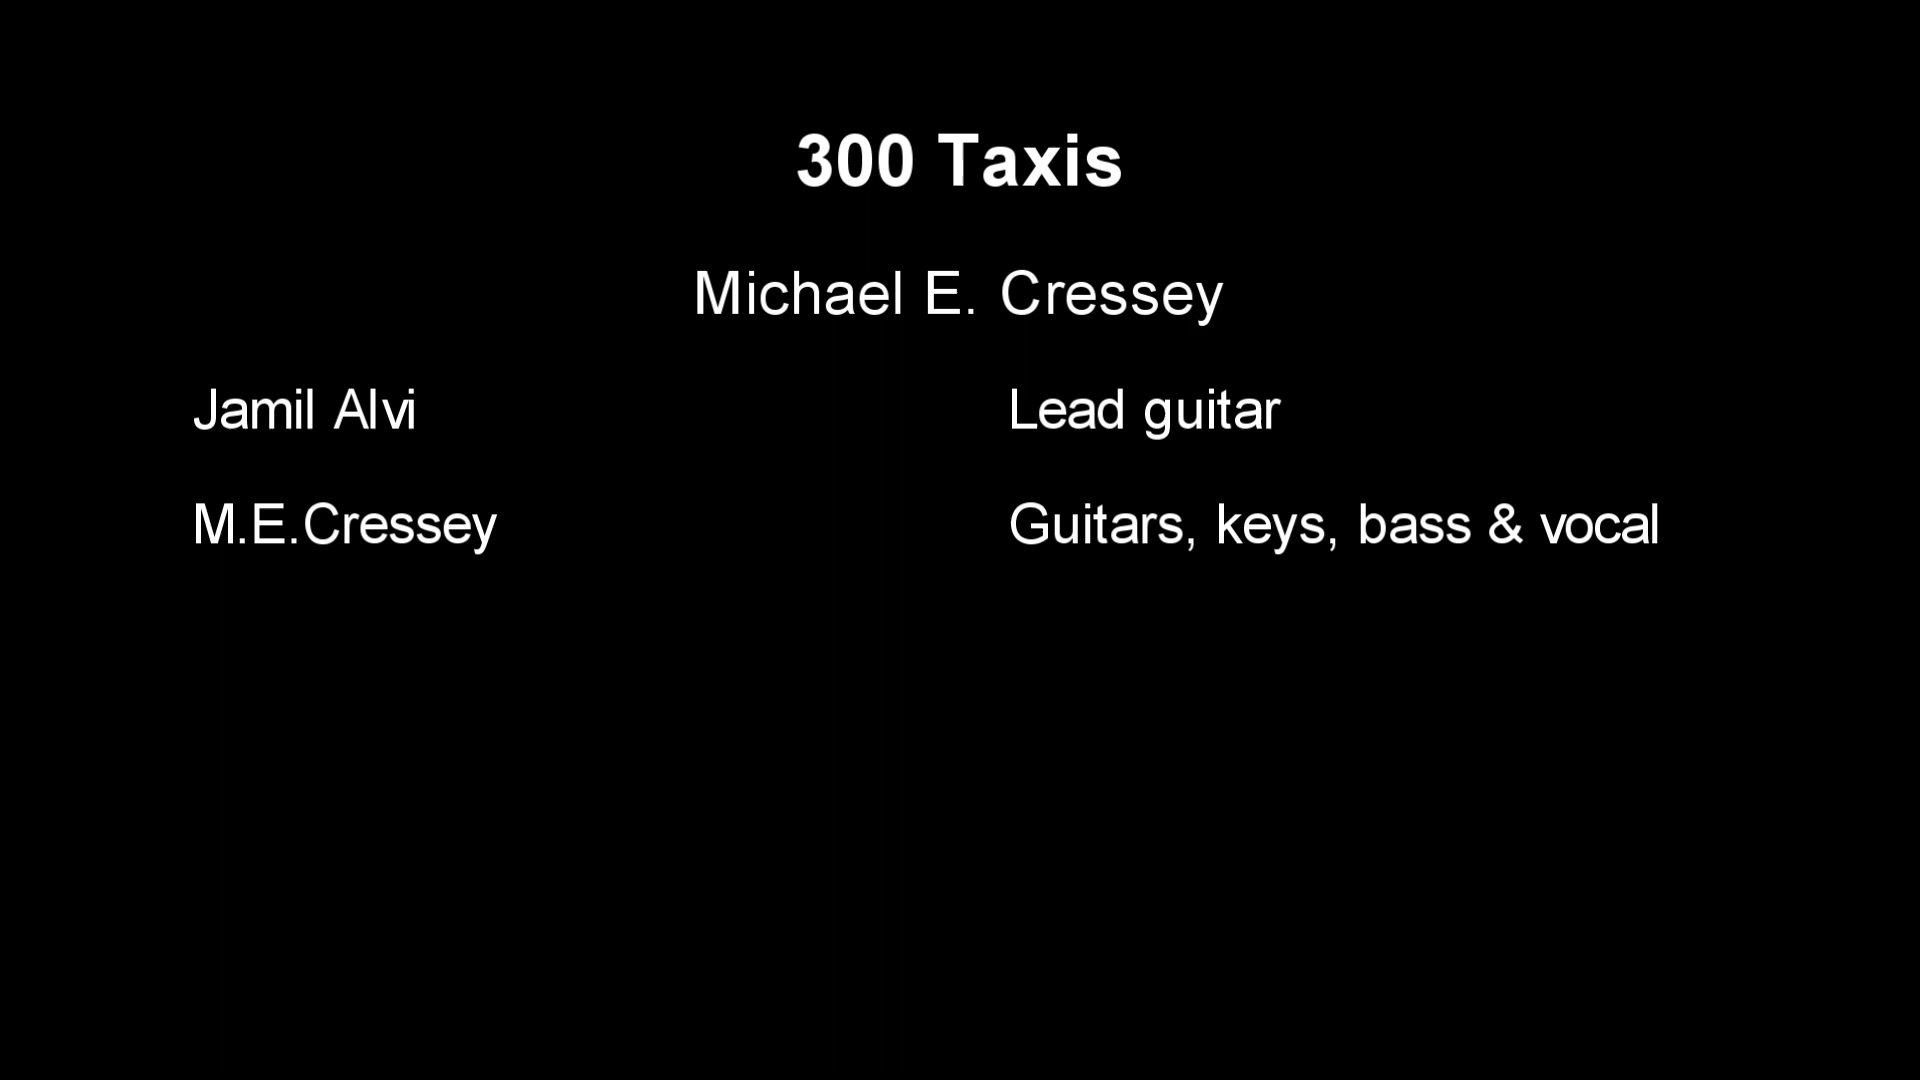 300 Taxis
Michael E. Cressey
Jamil Alvi Lead guitar
M.E.Cressey Guitars, keys, bass & vocal